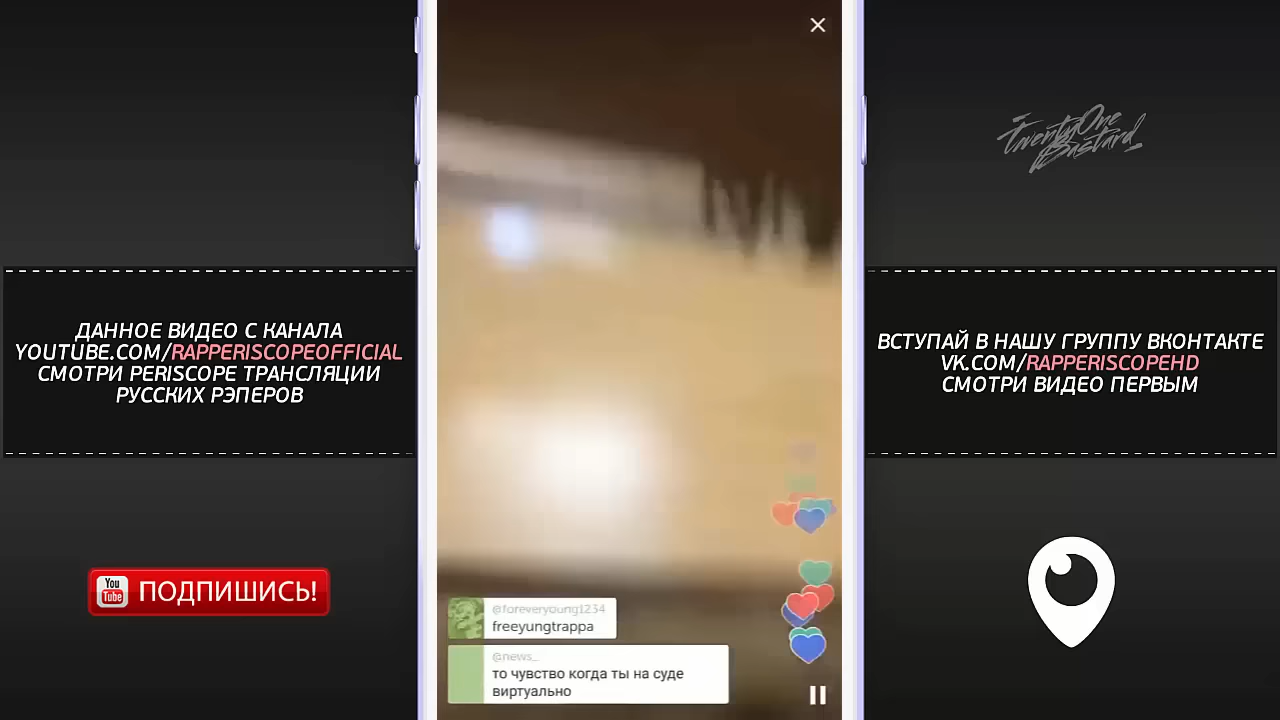 ДАННОЕ ВИДЕО С КАНАЛА
YOUTUBE.COM/RAPPERISCOPEOFFICIAL
СМОТРИ PERISCOPE ТРАНСЛЯЦИИ
РУССКИХ РЭПЕРОВ
You
Tube
ПОДПИШИСЬ!
@foreveryoung1234
freeyungtrappa
@news_
то чувство когда ты на суде
виртуально
TwentyOne
Bastard
ВСТУПАЙ В НАШУ ГРУППУ ВКОНТАКТЕ
VK.COM/RAPPERISCOPEHD
СМОТРИ ВИДЕО ПЕРВЫМ